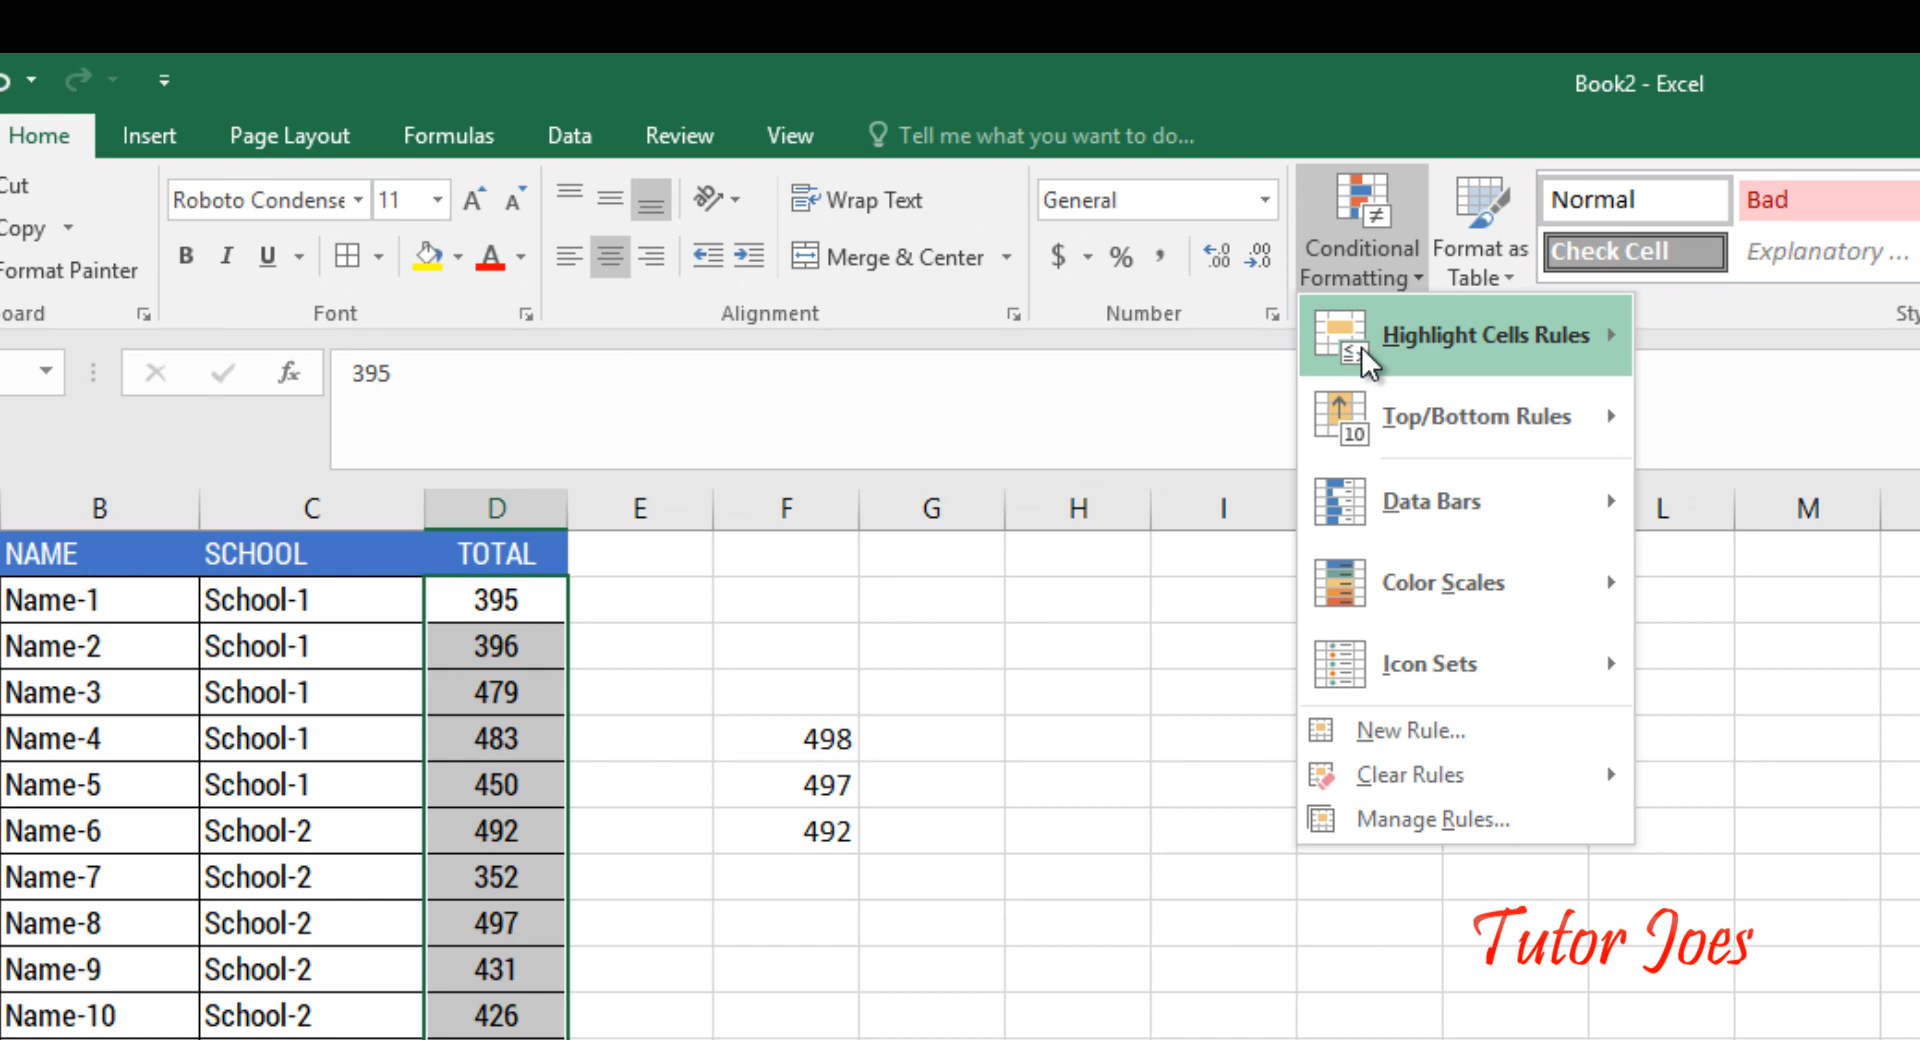 Book2 - Excel
Home Insert Page Layout Formulas Data Review View Tell me what you want to do...
Cut
Copy
Format Painter
Roboto Condense 11
B I U
A A
A
Wrap Text
Merge & Center
General
$ % ,
.00 .0
Conditional Formatting
Format as Table
Normal Bad
Check Cell Explanatory ...
Font Alignment Number
fx 395
Highlight Cells Rules
Top/Bottom Rules
10
Data Bars
Color Scales
Icon Sets
New Rule...
Clear Rules
Manage Rules...
B C D E F G H I L M
NAME SCHOOL TOTAL
Name-1 School-1 395
Name-2 School-1 396
Name-3 School-1 479
Name-4 School-1 483 498
Name-5 School-1 450 497
Name-6 School-2 492 492
Name-7 School-2 352
Name-8 School-2 497
Name-9 School-2 431
Name-10 School-2 426
Tutor Joes